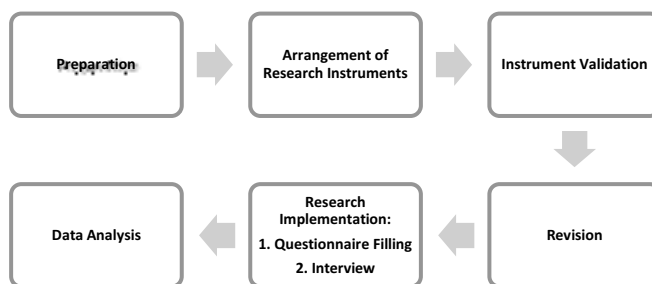 Preparation
Arrangement of
Research Instruments
Instrument Validation
Revision
Research
Implementation:
1. Questionnaire Filling
2. Interview
Data Analysis